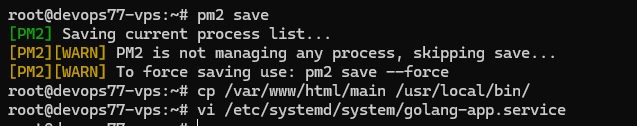 root@devops77-vps:~# pm2 save
[PM2] Saving current process list...
[PM2][WARN] PM2 is not managing any process, skipping save...
[PM2][WARN] To force saving use: pm2 save --force
root@devops77-vps:~# cp /var/www/html/main /usr/local/bin/
root@devops77-vps:~# vi /etc/systemd/system/golang-app.service